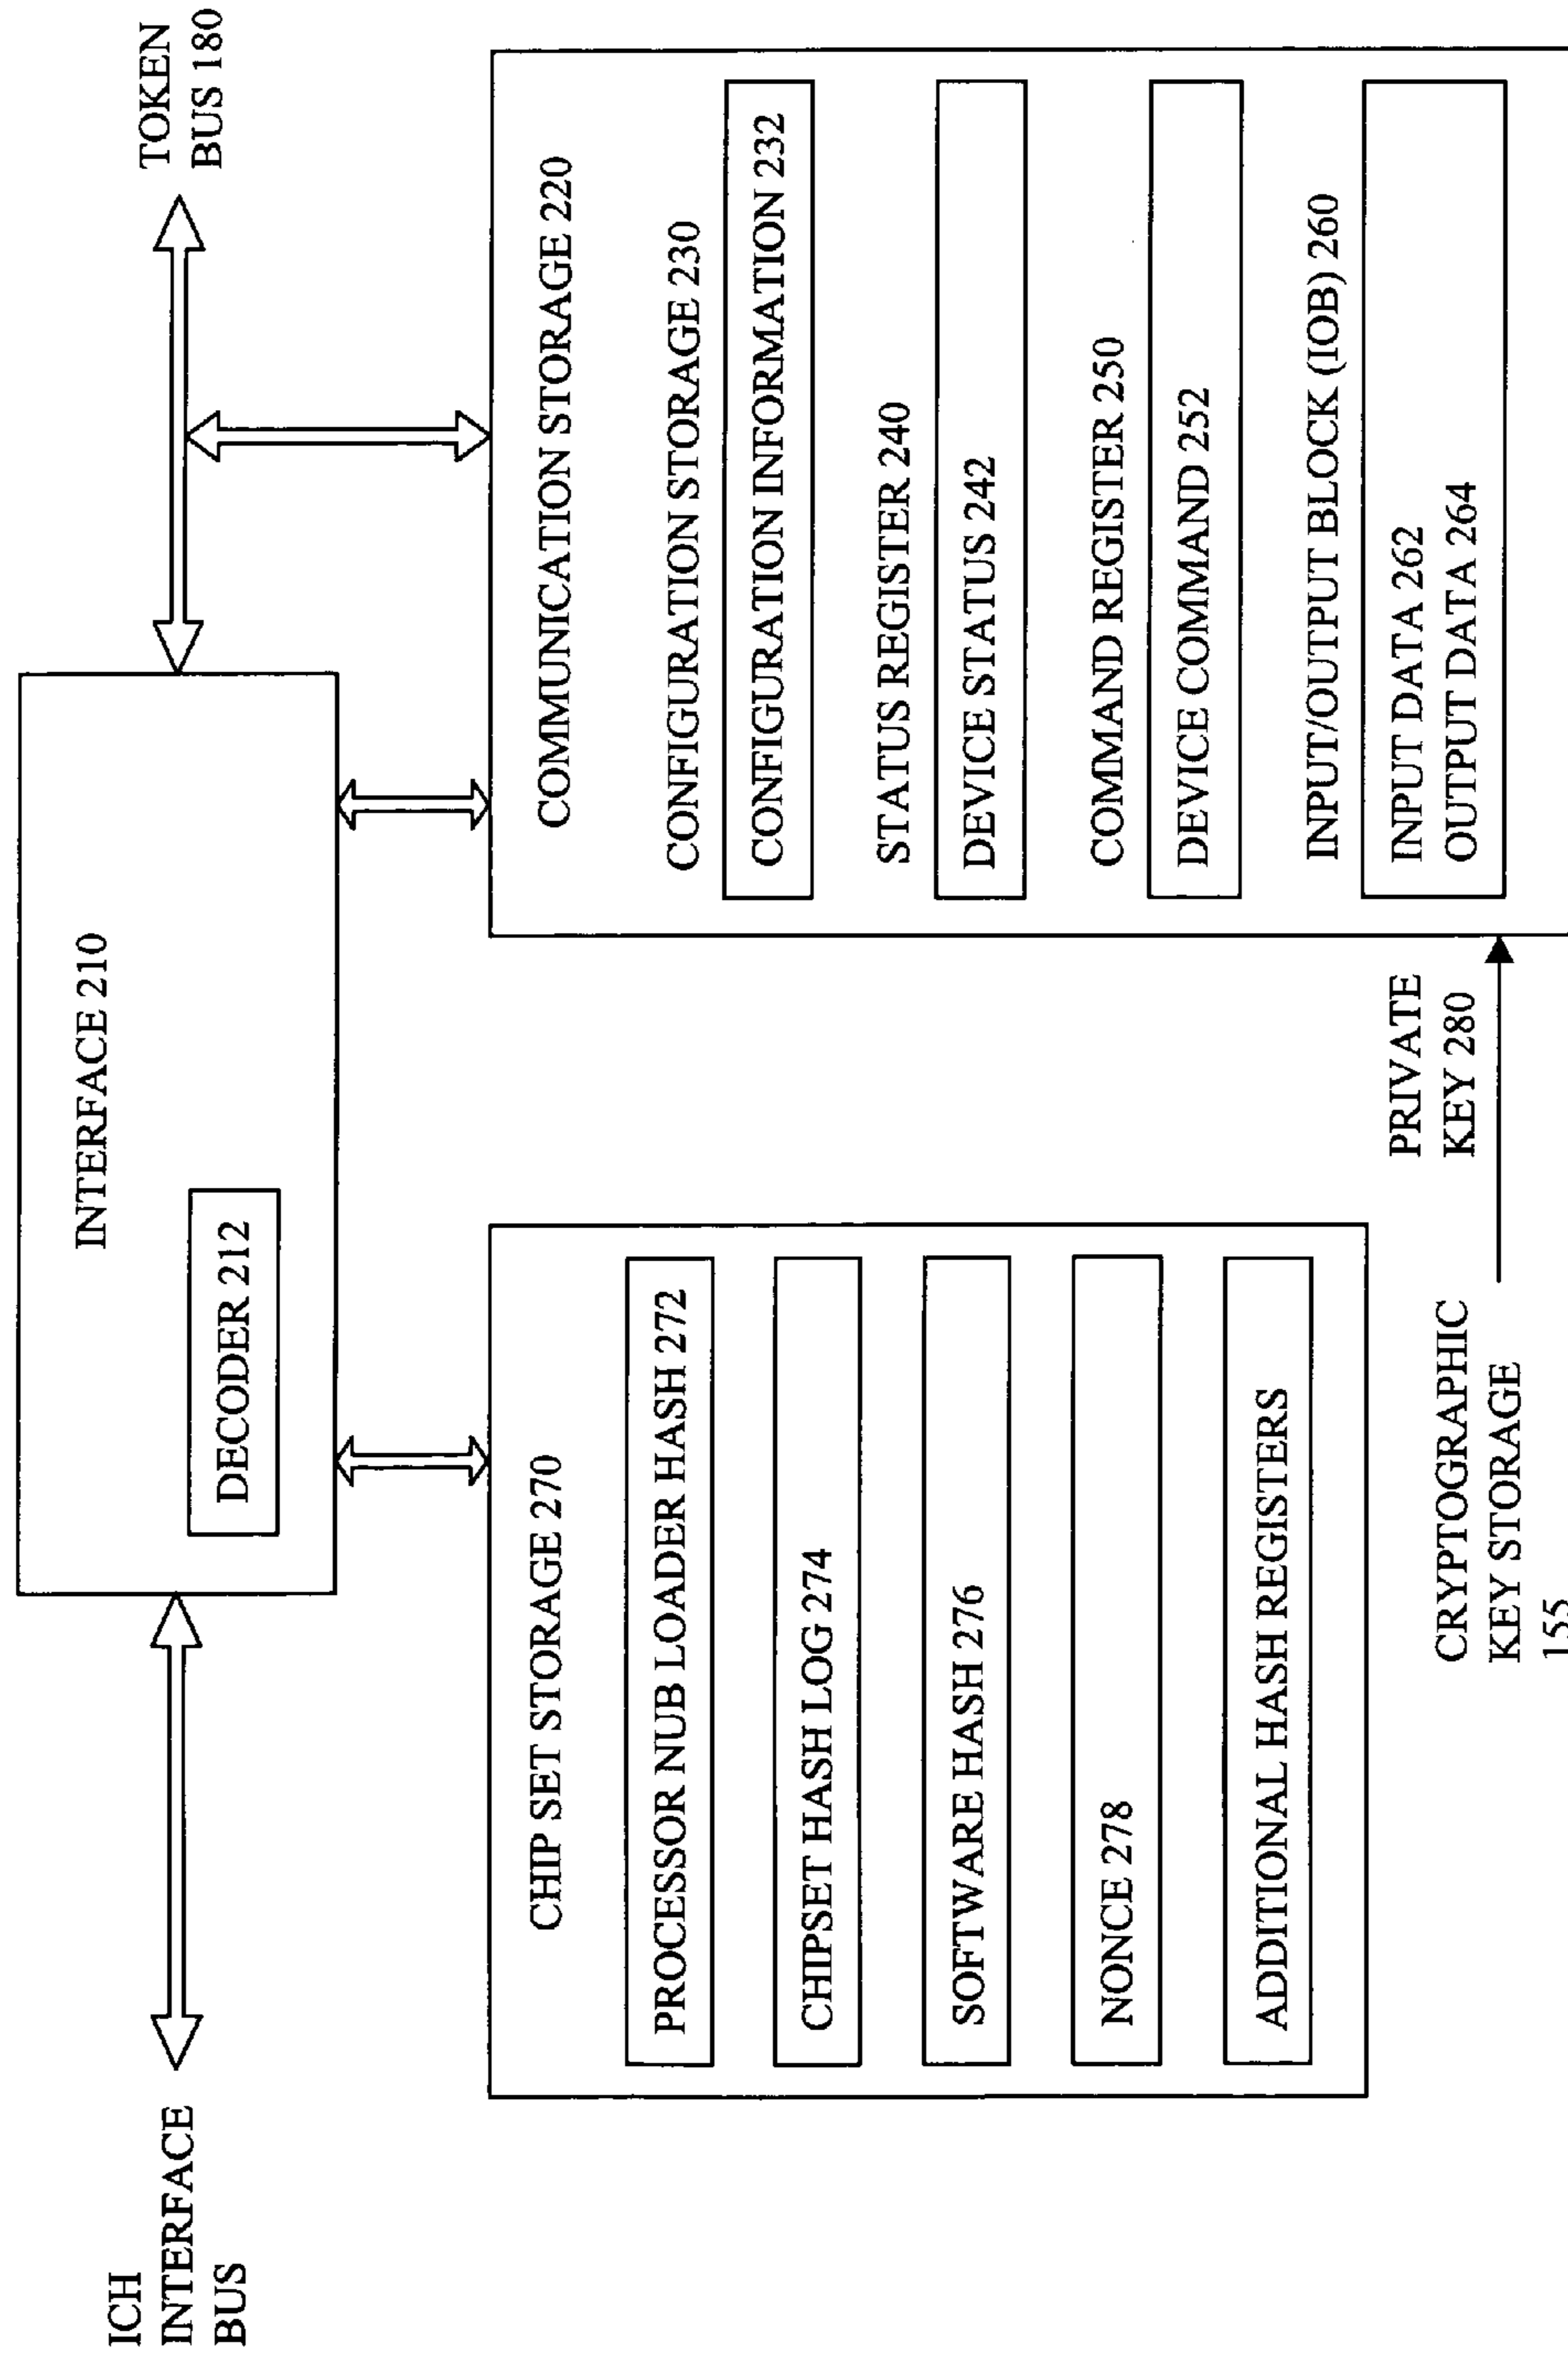 ICH
INTERFACE
BUS
INTERFACE 210
DECODER 212
TOKEN
BUS 180
CHIP SET STORAGE 270
PROCESSOR NUB LOADER HASH 272
CHIPSET HASH LOG 274
SOFTWARE HASH 276
NONCE 278
ADDITIONAL HASH REGISTERS
COMMUNICATION STORAGE 220
CONFIGURATION STORAGE 230
CONFIGURATION INFORMATION 232
STATUS REGISTER 240
DEVICE STATUS 242
COMMAND REGISTER 250
DEVICE COMMAND 252
INPUT/OUTPUT BLOCK (IOB) 260
INPUT DATA 262
OUTPUT DATA 264
CRYPTOGRAPHIC
KEY STORAGE
155
PRIVATE
KEY 280